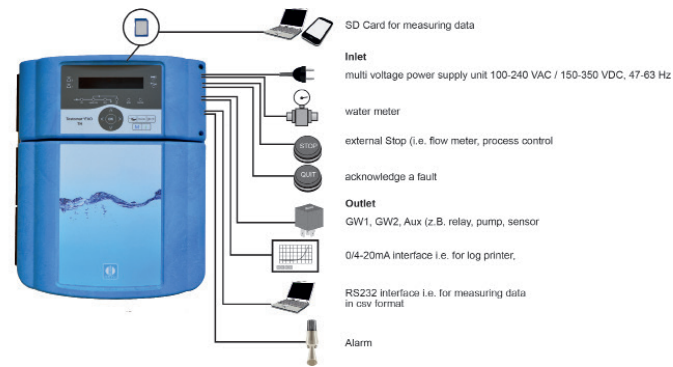 SD Card for measuring data
Inlet
multi voltage power supply unit 100-240 VAC / 150-350 VDC, 47-63 Hz
water meter
external Stop (i.e. flow meter, process control
STOP
acknowledge a fault
QUIT
Outlet
GW1, GW2, Aux (z.B. relay, pump, sensor
0/4-20mA interface i.e. for log printer,
RS232 interface i.e. for measuring data
in csv format
Alarm